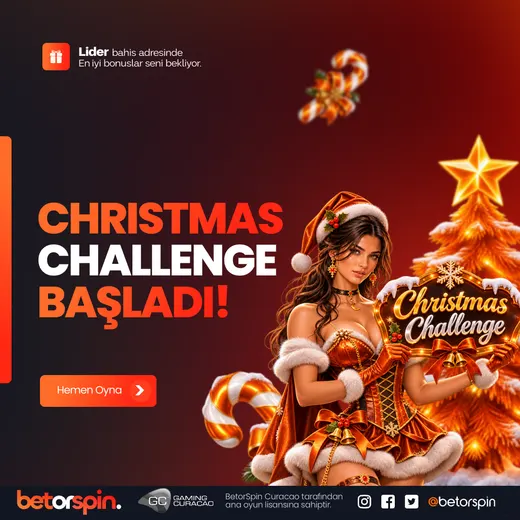 Lider bahis adresinde
En iyi bonuslar seni bekliyor.
CHRISTMAS
CHALLENGE
BAŞLADI!
Christmas
Challenge
Hemen Oyna
betorspin.
GC GAMING
CURACAO
BetorSpin Curacao tarafından
ana oyun lisansına sahiptir.
@betorspin